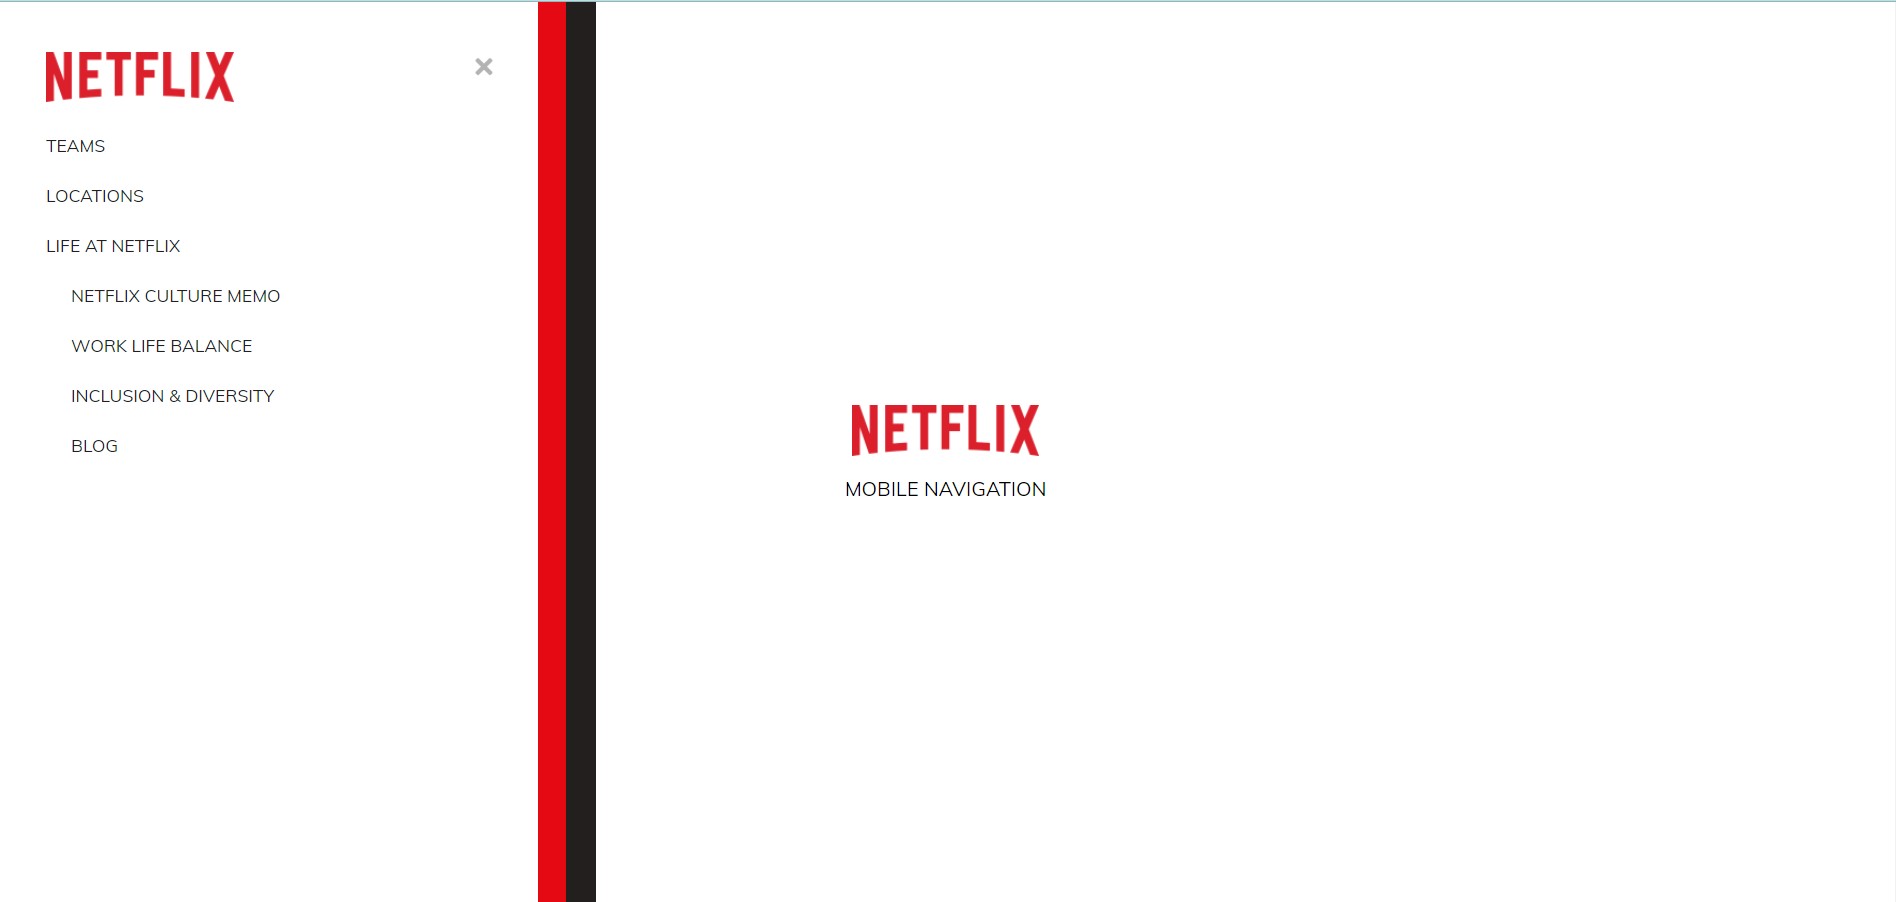 NETFLIX
TEAMS
LOCATIONS
LIFE AT NETFLIX
NETFLIX CULTURE MEMO
WORK LIFE BALANCE
INCLUSION & DIVERSITY
BLOG
NETFLIX
MOBILE NAVIGATION